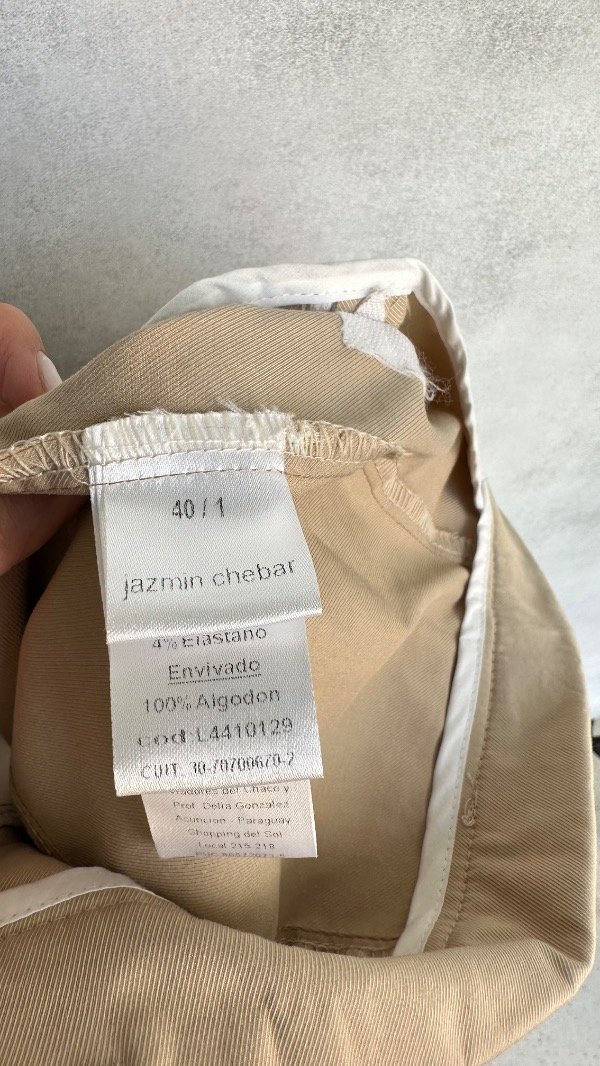 40 / 1
jazmin chebar
4% Elastano
Envivado
100% Algodon
cod: L4410129
CUIT. 30-70700670-2
radores del Chaco y
Prof. Delia Gonzalez
Asuncion - Paraguay
Shopping del Sol
Local 215-218